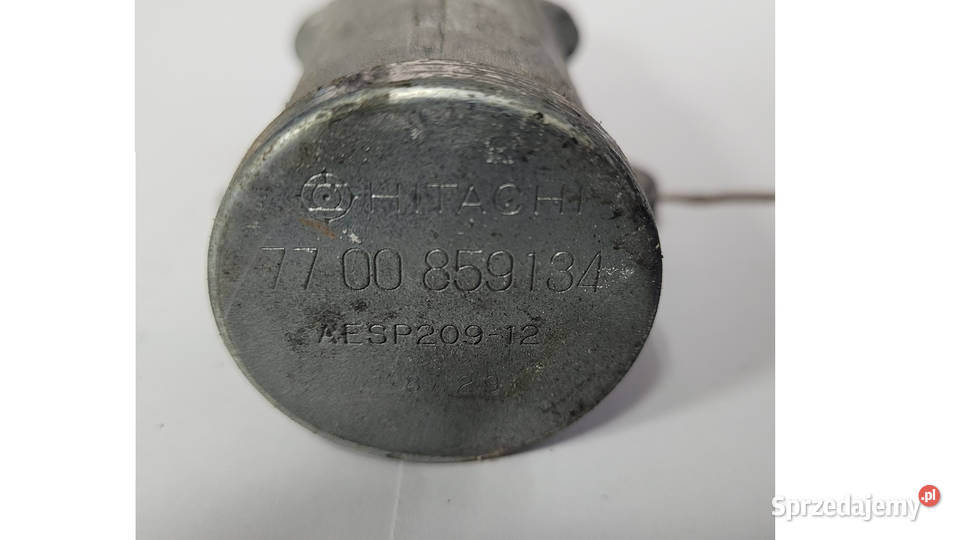 HITACHI
77 00 859134
AESP209-12
Sprzedajemy.pl